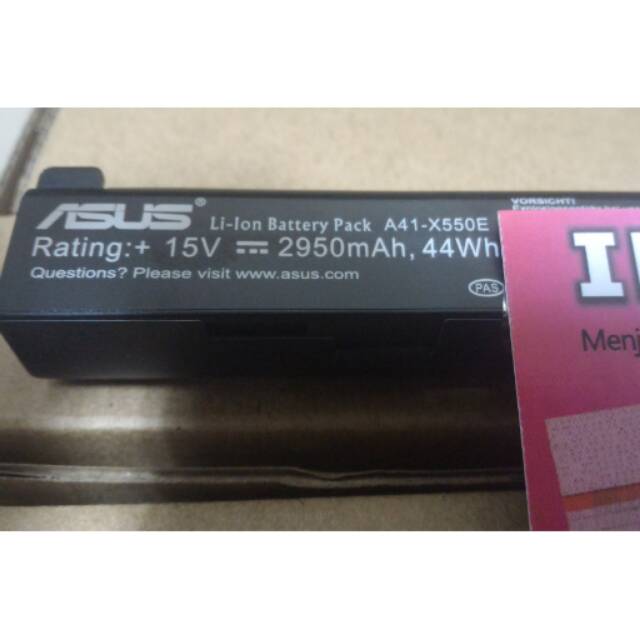 ASUS® Li-Ion Battery Pack A41-X550E
Rating:+ 15V ⎓ 2950mAh, 44Wh
Questions? Please visit www.asus.com
PAS
VORSICHT!